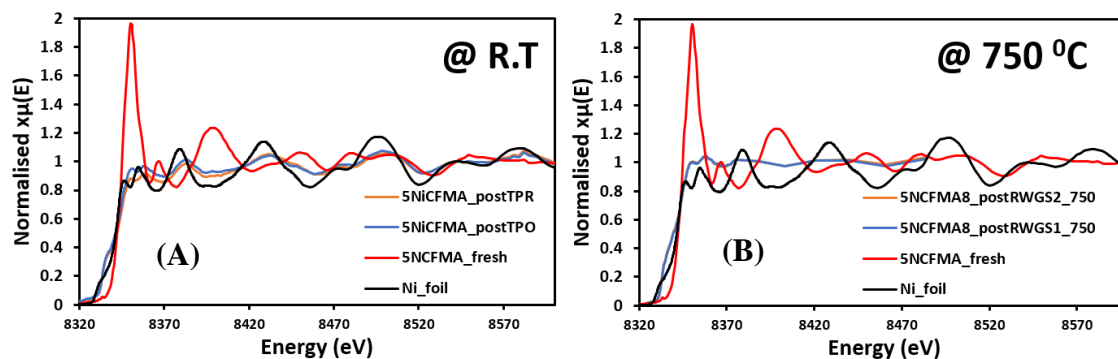 @ R.T
Normalised xμ(E)
2
1.8
1.6
1.4
1.2
1
0.8
0.6
0.4
0.2
0
5NiCFMA_postTPR
5NiCFMA_postTPO
5NCFMA_fresh
Ni_foil
(A)
8320 8370 8420 8470 8520 8570
Energy (eV)
@ 750 ⁰C
Normalised xμ(E)
2
1.8
1.6
1.4
1.2
1
0.8
0.6
0.4
0.2
0
5NCFMA8_postRWGS2_750
5NCFMA8_postRWGS1_750
5NCFMA_fresh
Ni_foil
(B)
8320 8370 8420 8470 8520 8570
Energy (eV)